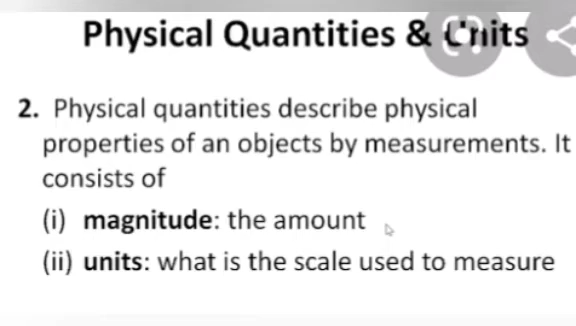 Physical Quantities & Units
2. Physical quantities describe physical
properties of an objects by measurements. It
consists of
(i) magnitude: the amount
(ii) units: what is the scale used to measure